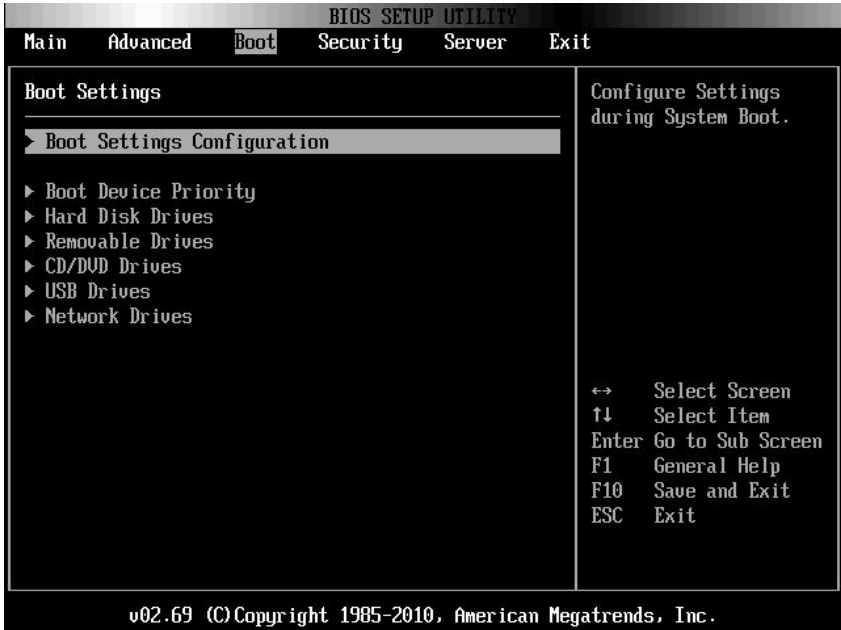 BIOS SETUP UTILITY
Main Advanced Boot Security Server Exit
Boot Settings
Boot Settings Configuration
Boot Device Priority
Hard Disk Drives
Removable Drives
CD/DVD Drives
USB Drives
Network Drives
Configure Settings
during System Boot.
↔ Select Screen
↑↓ Select Item
Enter Go to Sub Screen
F1 General Help
F10 Save and Exit
ESC Exit
v02.69 (C)Copyright 1985-2010, American Megatrends, Inc.